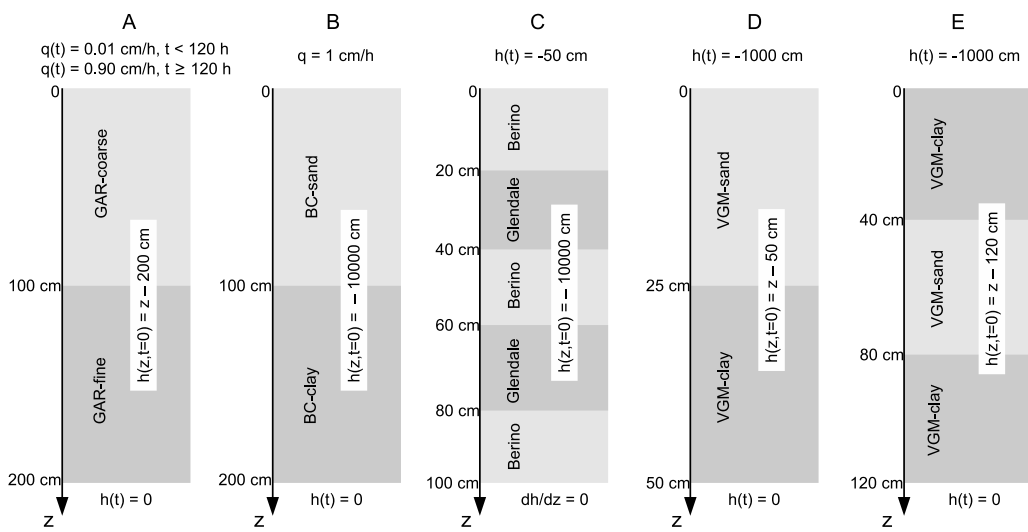 A
q(t) = 0.01 cm/h, t < 120 h
q(t) = 0.90 cm/h, t ≥ 120 h
0
GAR-coarse
h(z,t=0) = z − 200 cm
100 cm
GAR-fine
200 cm
h(t) = 0
z
B
q = 1 cm/h
0
BC-sand
h(z,t=0) = − 10000 cm
100 cm
BC-clay
200 cm
h(t) = 0
z
C
h(t) = -50 cm
0
Berino
20 cm
Glendale
h(z,t=0) = − 10000 cm
40 cm
Berino
60 cm
Glendale
80 cm
Berino
100 cm
dh/dz = 0
z
D
h(t) = -1000 cm
0
VGM-sand
h(z,t=0) = z − 50 cm
25 cm
VGM-clay
50 cm
h(t) = 0
z
E
h(t) = -1000 cm
0
VGM-clay
40 cm
VGM-sand
h(z,t=0) = z − 120 cm
80 cm
VGM-clay
120 cm
h(t) = 0
z